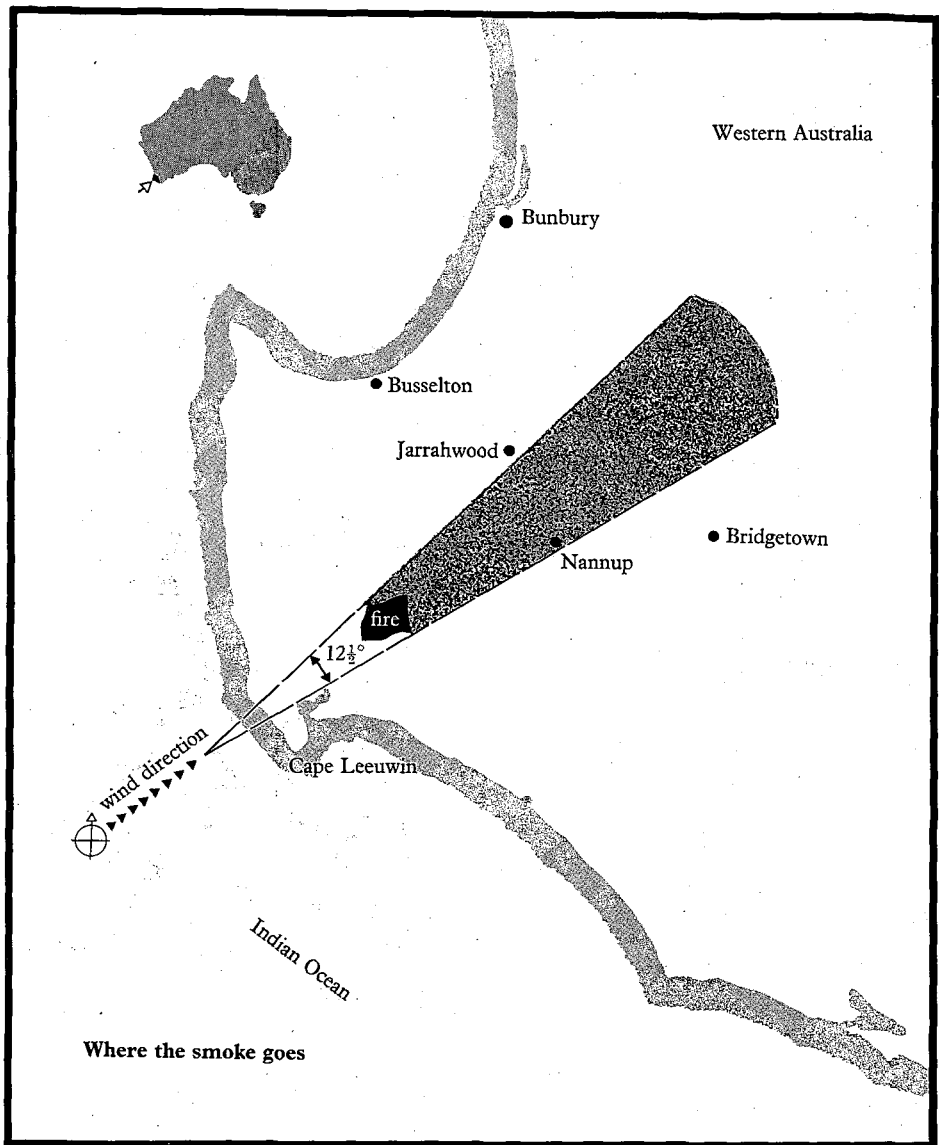 Western Australia
Bunbury
Busselton
Jarrahwood
Bridgetown
Nannup
fire
12½°
wind direction
Cape Leeuwin
Indian Ocean
Where the smoke goes